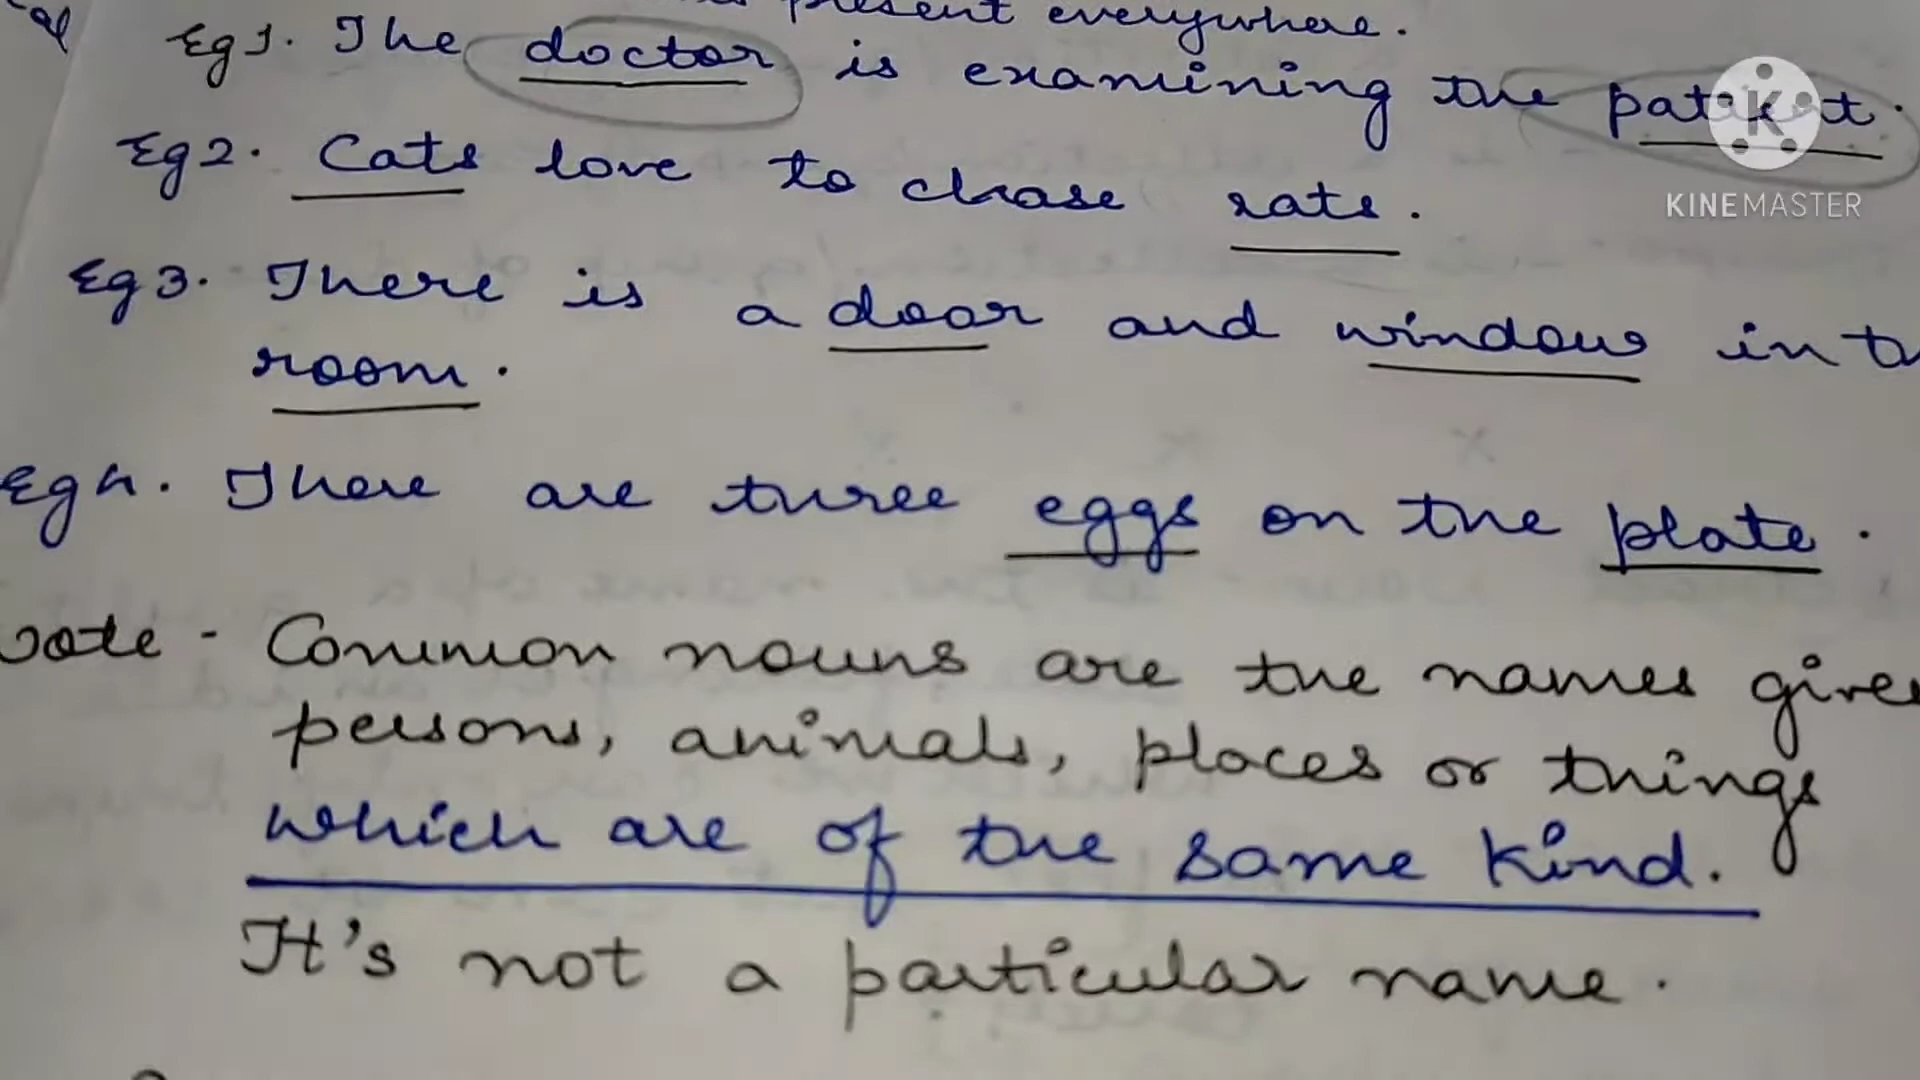 present everywhere.
Eg1. The doctor is examining the patient.
Eg2. Cats love to chase rats.
Eg3. There is a door and window in
room.
Eg4. There are three eggs on the plate.
Note - Common nouns are the names give
persons, animals, places or things
which are of the same kind.
It's not a particular name.
K
KINEMASTER